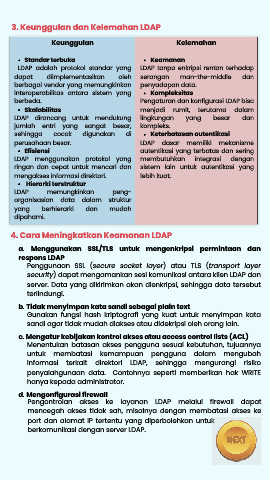 3. Keunggulan dan Kelemahan LDAP
Keunggulan
• Standar terbuka
LDAP adalah protokol standar yang
dapat diimplementasikan oleh
berbagai vendor yang memungkinkan
interoperabilitas antara sistem yang
berbeda.
• Skalabilitas
LDAP dirancang untuk mendukung
jumlah entri yang sangat besar,
sehingga cocok digunakan di
perusahaan besar.
• Efisiensi
LDAP menggunakan protokol yang
ringan dan cepat untuk mencari dan
mengakses informasi direktori.
• Hierarki terstruktur
LDAP memungkinkan peng-
organisasian data dalam struktur
yang berhierarki dan mudah
dipahami.
Kelemahan
• Keamanan
LDAP tanpa enkripsi rentan terhadap
serangan man-the-middle dan
penyadapan data.
• Kompleksitas
Pengaturan dan konfigurasi LDAP bisa
menjadi rumit, terutama dalam
lingkungan yang besar dan
kompleks.
• Keterbatasan autentikasi
LDAP dasar memiliki mekanisme
autentikasi yang terbatas dan sering
membutuhkan integrasi dengan
sistem lain untuk autentikasi yang
lebih kuat.
4. Cara Meningkatkan Keamanan LDAP
a. Menggunakan SSL/TLS untuk mengenkripsi permintaan dan
respons LDAP
Penggunaan SSL (secure socket layer) atau TLS (transport layer
security) dapat mengamankan sesi komunikasi antara klien LDAP dan
server. Data yang dikirimkan akan dienkripsi, sehingga data tersebut
terlindungi.
b. Tidak menyimpan kata sandi sebagai plain text
Gunakan fungsi hash kriptografi yang kuat untuk menyimpan kata
sandi agar tidak mudah diakses atau didekripsi oleh orang lain.
c. Mengatur kebijakan kontrol akses atau access control lists (ACL)
Menentukan batasan akses pengguna sesuai kebutuhan, tujuannya
untuk membatasi kemampuan pengguna dalam mengubah
informasi terkait direktori LDAP, sehingga mengurangi risiko
penyalahgunaan data. Contohnya seperti memberikan hak WRITE
hanya kepada administrator.
d. Mengonfigurasi firewall
Pengontrolan akses ke layanan LDAP melalui firewall dapat
mencegah akses tidak sah, misalnya dengan membatasi akses ke
port dan alamat IP tertentu yang diperbolehkan untuk
berkomunikasi dengan server LDAP.
NEXT